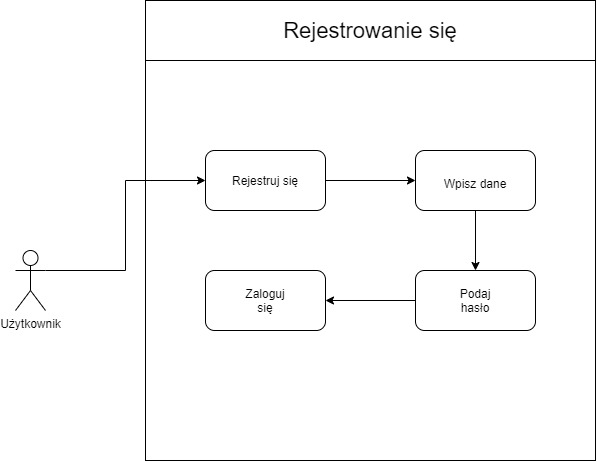 Rejestrowanie się
Rejestruj się
Wpisz dane
Zaloguj
się
Podaj
hasło
Użytkownik